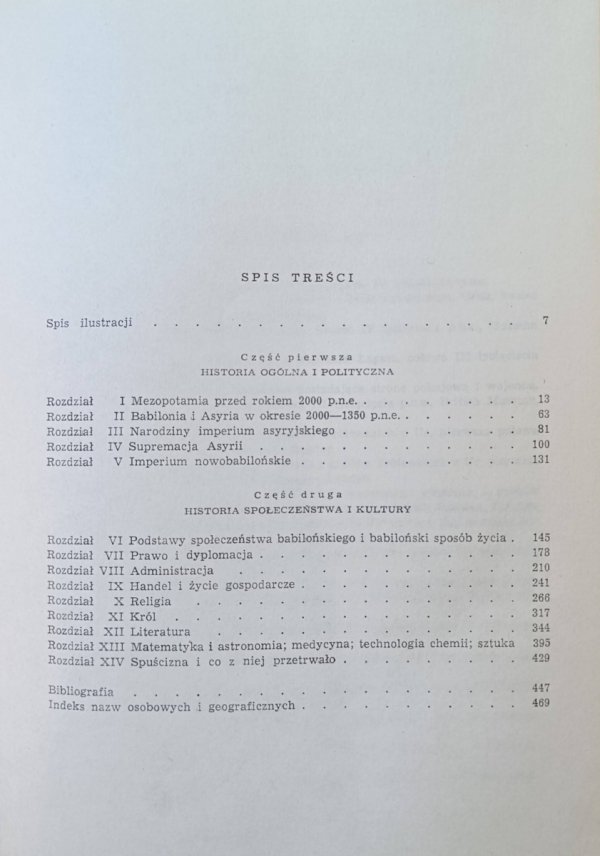 SPIS TREŚCI
Spis ilustracji . . . . . . . . . . . . . . 7
Część pierwsza
HISTORIA OGÓLNA I POLITYCZNA
Rozdział I Mezopotamia przed rokiem 2000 p.n.e. . . . . . . . 13
Rozdział II Babilonia i Asyria w okresie 2000—1350 p.n.e. . . . . . . 63
Rozdział III Narodziny imperium asyryjskiego . . . . . . . . . 81
Rozdział IV Supremacja Asyrii . . . . . . . . . . . . . 100
Rozdział V Imperium nowobabilońskie . . . . . . . . . . . 131
Część druga
HISTORIA SPOŁECZEŃSTWA I KULTURY
Rozdział VI Podstawy społeczeństwa babilońskiego i babiloński sposób życia . 145
Rozdział VII Prawo i dyplomacja . . . . . . . . . . . . . 178
Rozdział VIII Administracja . . . . . . . . . . . . . 210
Rozdział IX Handel i życie gospodarcze . . . . . . . . . . . 241
Rozdział X Religia . . . . . . . . . . . . . . . 266
Rozdział XI Król . . . . . . . . . . . . . . . . 317
Rozdział XII Literatura . . . . . . . . . . . . . . 344
Rozdział XIII Matematyka i astronomia; medycyna; technologia chemii; sztuka 395
Rozdział XIV Spuścizna i co z niej przetrwało . . . . . . . . . 429
Bibliografia . . . . . . . . . . . . . . . 447
Indeks nazw osobowych i geograficznych . . . . . . . . . . . 469